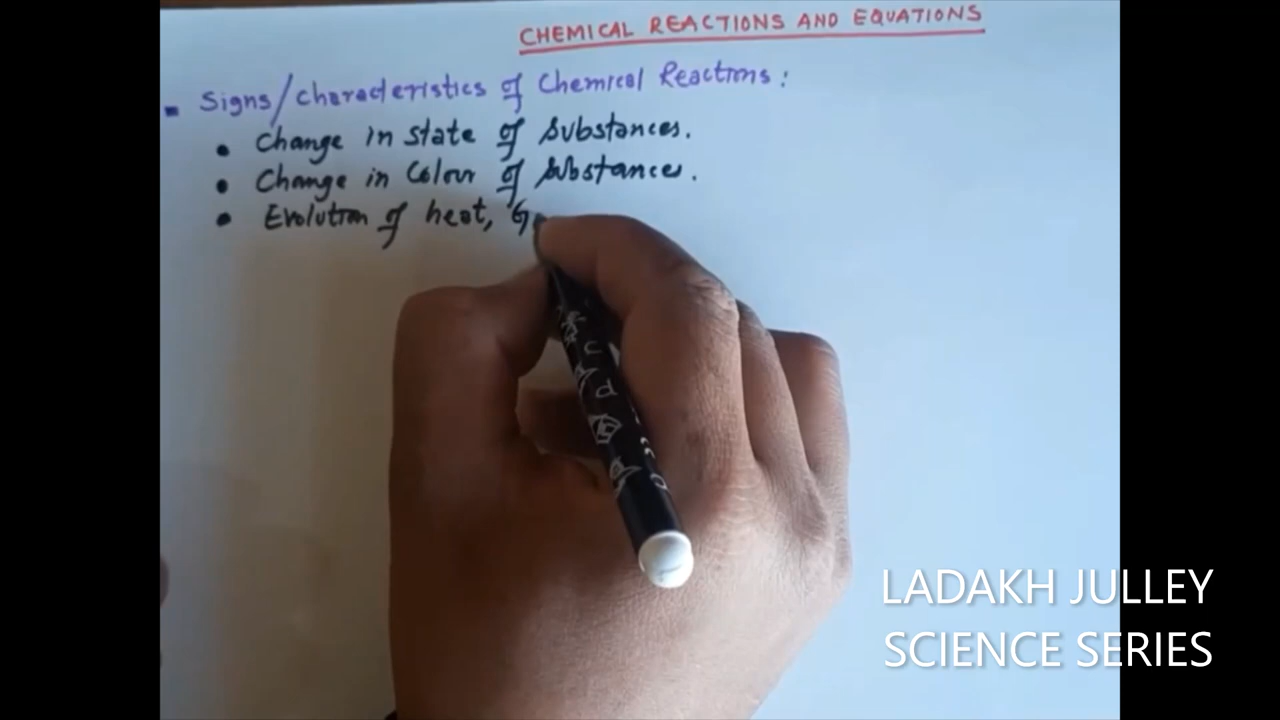 CHEMICAL REACTIONS AND EQUATIONS
Signs/characteristics of Chemical Reactions:
Change in state of substances.
Change in Colour of substance.
Evolution of heat,
LADAKH JULLEY
SCIENCE SERIES